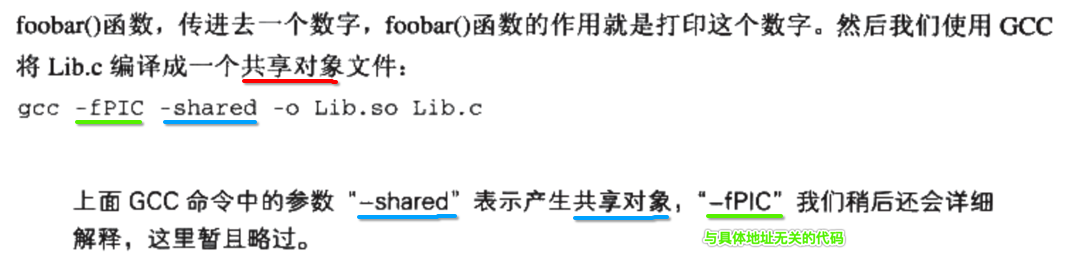 foobar()函数，传进去一个数字，foobar()函数的作用就是打印这个数字。然后我们使用 GCC
将 Lib.c 编译成一个共享对象文件：
gcc -fPIC -shared -o Lib.so Lib.c
上面 GCC 命令中的参数“-shared”表示产生共享对象，“-fPIC”我们稍后还会详细
解释，这里暂且略过。
与具体地址无关的代码